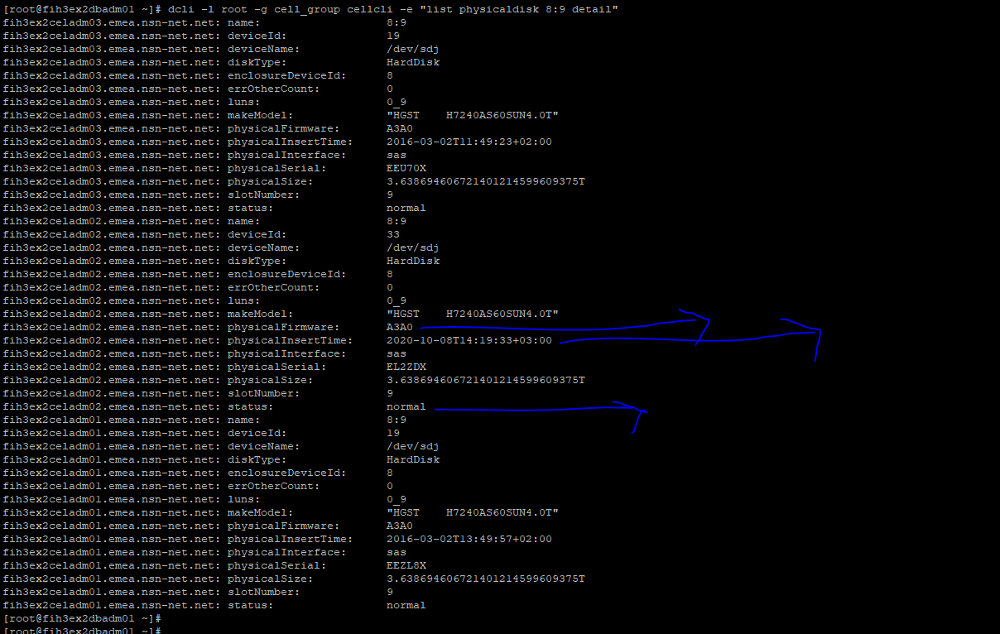 [root@fih3ex2dbadm01 ~]# dcli -l root -g cell_group cellcli -e "list physicaldisk 8:9 detail"
fih3ex2celadm03.emea.nsn-net.net: name: 8:9
fih3ex2celadm03.emea.nsn-net.net: deviceId: 19
fih3ex2celadm03.emea.nsn-net.net: deviceName: /dev/sdj
fih3ex2celadm03.emea.nsn-net.net: diskType: HardDisk
fih3ex2celadm03.emea.nsn-net.net: enclosureDeviceId: 8
fih3ex2celadm03.emea.nsn-net.net: errOtherCount: 0
fih3ex2celadm03.emea.nsn-net.net: luns: 0_9
fih3ex2celadm03.emea.nsn-net.net: makeModel: "HGST    H7240AS60SUN4.0T"
fih3ex2celadm03.emea.nsn-net.net: physicalFirmware: A3A0
fih3ex2celadm03.emea.nsn-net.net: physicalInsertTime: 2016-03-02T11:49:23+02:00
fih3ex2celadm03.emea.nsn-net.net: physicalInterface: sas
fih3ex2celadm03.emea.nsn-net.net: physicalSerial: EEU70X
fih3ex2celadm03.emea.nsn-net.net: physicalSize: 3.638694606721401214599609375T
fih3ex2celadm03.emea.nsn-net.net: slotNumber: 9
fih3ex2celadm03.emea.nsn-net.net: status: normal
fih3ex2celadm02.emea.nsn-net.net: name: 8:9
fih3ex2celadm02.emea.nsn-net.net: deviceId: 33
fih3ex2celadm02.emea.nsn-net.net: deviceName: /dev/sdj
fih3ex2celadm02.emea.nsn-net.net: diskType: HardDisk
fih3ex2celadm02.emea.nsn-net.net: enclosureDeviceId: 8
fih3ex2celadm02.emea.nsn-net.net: errOtherCount: 0
fih3ex2celadm02.emea.nsn-net.net: luns: 0_9
fih3ex2celadm02.emea.nsn-net.net: makeModel: "HGST    H7240AS60SUN4.0T"
fih3ex2celadm02.emea.nsn-net.net: physicalFirmware: A3A0
fih3ex2celadm02.emea.nsn-net.net: physicalInsertTime: 2020-10-08T14:19:33+03:00
fih3ex2celadm02.emea.nsn-net.net: physicalInterface: sas
fih3ex2celadm02.emea.nsn-net.net: physicalSerial: EL2ZDX
fih3ex2celadm02.emea.nsn-net.net: physicalSize: 3.638694606721401214599609375T
fih3ex2celadm02.emea.nsn-net.net: slotNumber: 9
fih3ex2celadm02.emea.nsn-net.net: status: normal
fih3ex2celadm01.emea.nsn-net.net: name: 8:9
fih3ex2celadm01.emea.nsn-net.net: deviceId: 19
fih3ex2celadm01.emea.nsn-net.net: deviceName: /dev/sdj
fih3ex2celadm01.emea.nsn-net.net: diskType: HardDisk
fih3ex2celadm01.emea.nsn-net.net: enclosureDeviceId: 8
fih3ex2celadm01.emea.nsn-net.net: errOtherCount: 0
fih3ex2celadm01.emea.nsn-net.net: luns: 0_9
fih3ex2celadm01.emea.nsn-net.net: makeModel: "HGST    H7240AS60SUN4.0T"
fih3ex2celadm01.emea.nsn-net.net: physicalFirmware: A3A0
fih3ex2celadm01.emea.nsn-net.net: physicalInsertTime: 2016-03-02T13:49:57+02:00
fih3ex2celadm01.emea.nsn-net.net: physicalInterface: sas
fih3ex2celadm01.emea.nsn-net.net: physicalSerial: EEZL8X
fih3ex2celadm01.emea.nsn-net.net: physicalSize: 3.638694606721401214599609375T
fih3ex2celadm01.emea.nsn-net.net: slotNumber: 9
fih3ex2celadm01.emea.nsn-net.net: status: normal
[root@fih3ex2dbadm01 ~]#
[root@fih3ex2dbadm01 ~]#